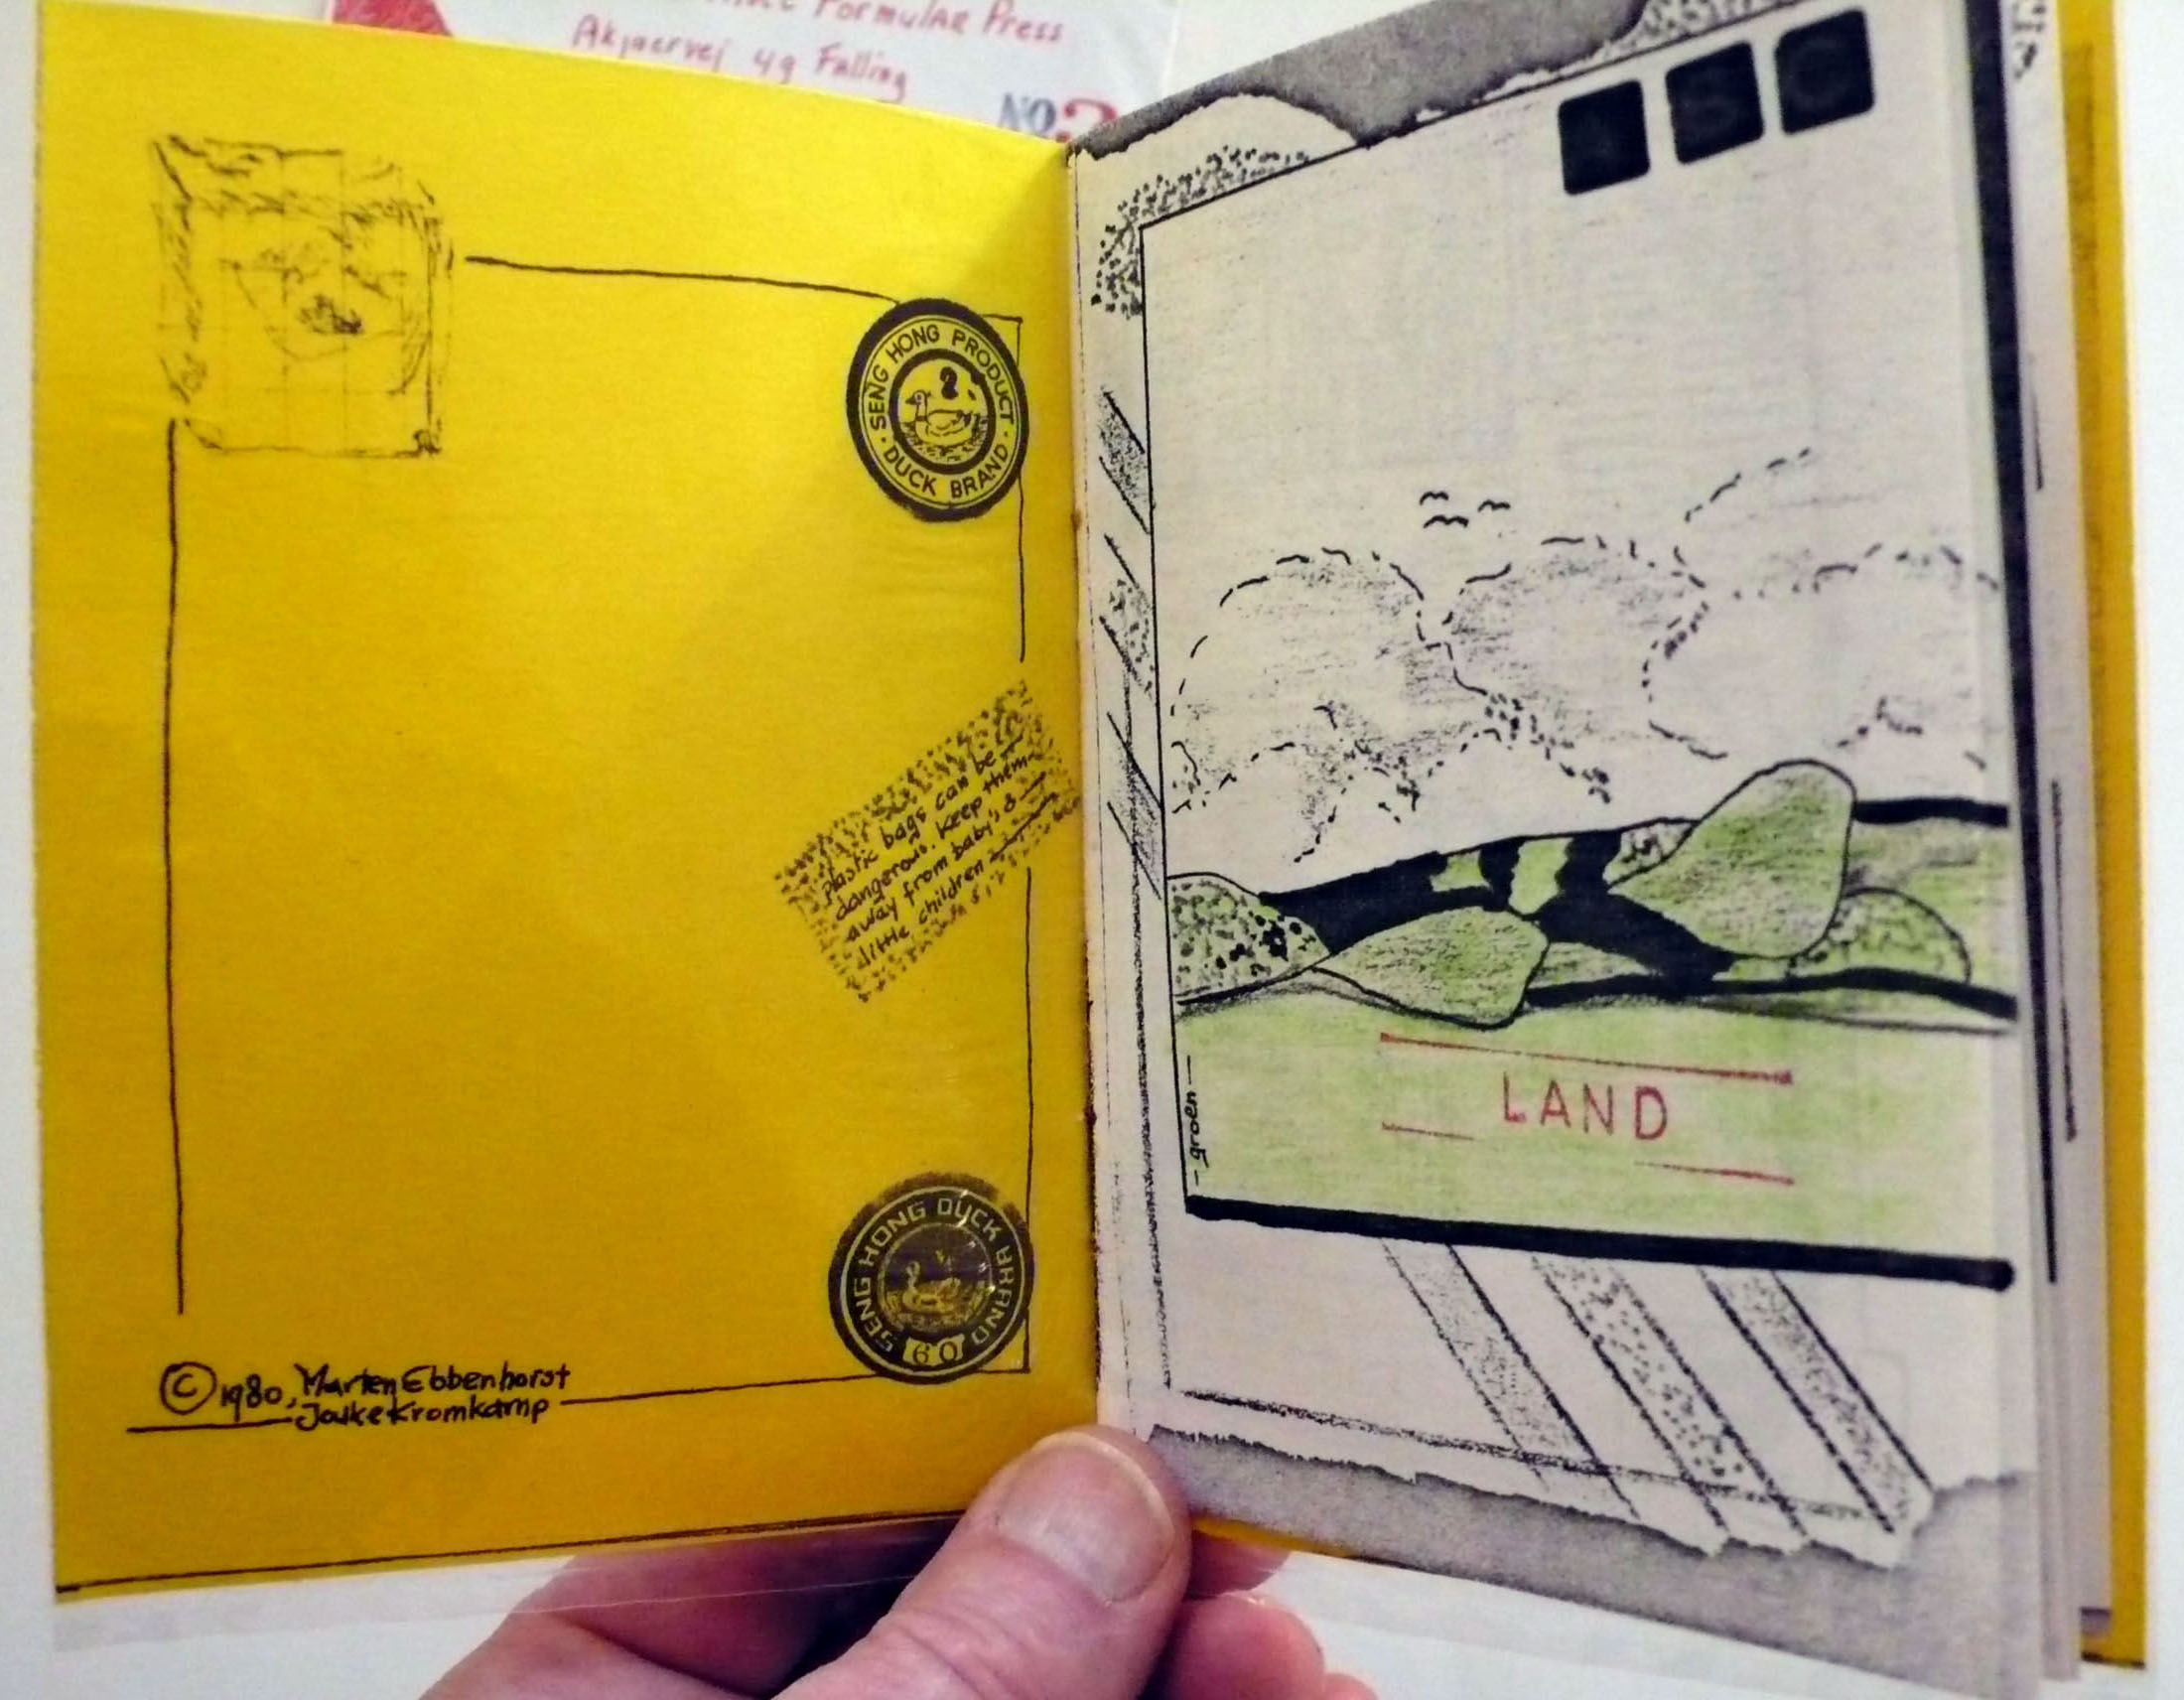 Formular Press
Akjaervej 49 Falling
No 3
SENG HONG PRODUCT
DUCK BRAND
plastic bags can be
dangerous. keep them
away from baby's &
little children
SENG HONG DUCK BRAND
60
© 1980, Marten Ebbenhorst
Jouke Kromkamp
groen
LAND